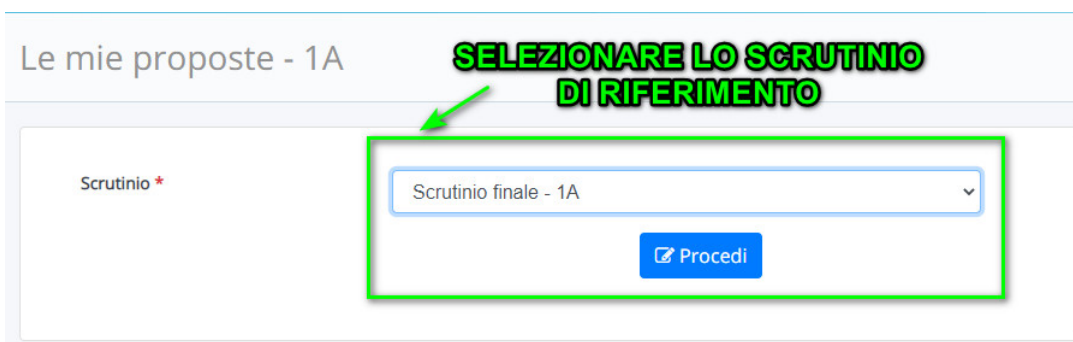 Le mie proposte - 1A
SELEZIONARE LO SCRUTINIO
DI RIFERIMENTO
Scrutinio *
Scrutinio finale - 1A
Procedi